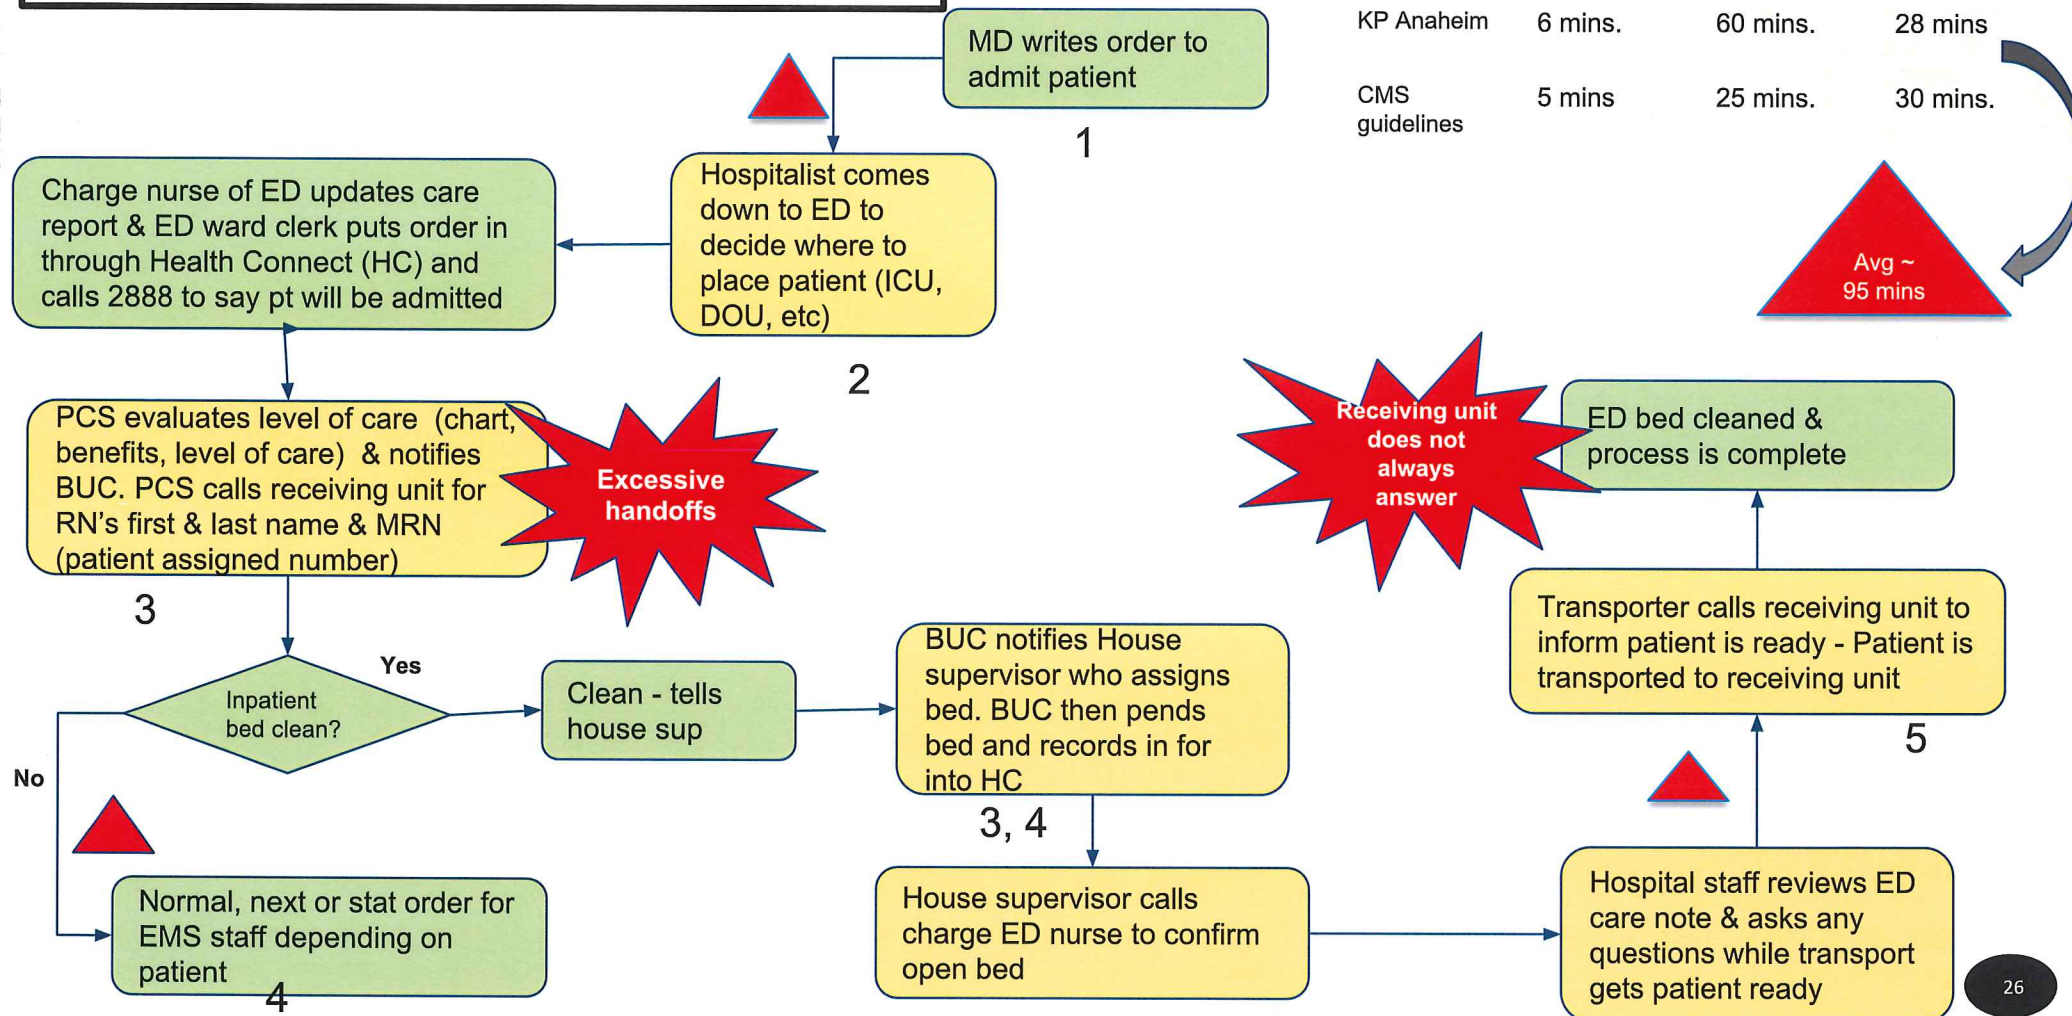 MD writes order to
admit patient
1
KP Anaheim 6 mins. 60 mins. 28 mins
CMS 5 mins 25 mins. 30 mins.
guidelines
Avg ~
95 mins
Hospitalist comes
down to ED to
decide where to
place patient (ICU,
DOU, etc)
2
Charge nurse of ED updates care
report & ED ward clerk puts order in
through Health Connect (HC) and
calls 2888 to say pt will be admitted
PCS evaluates level of care (chart,
benefits, level of care) & notifies
BUC. PCS calls receiving unit for
RN’s first & last name & MRN
(patient assigned number)
3
Excessive
handoffs
Inpatient
bed clean?
Yes
No
Clean - tells
house sup
BUC notifies House
supervisor who assigns
bed. BUC then pends
bed and records in for
into HC
3, 4
Normal, next or stat order for
EMS staff depending on
patient
4
House supervisor calls
charge ED nurse to confirm
open bed
Hospital staff reviews ED
care note & asks any
questions while transport
gets patient ready
Transporter calls receiving unit to
inform patient is ready - Patient is
transported to receiving unit
5
Receiving unit
does not
always
answer
ED bed cleaned &
process is complete
26